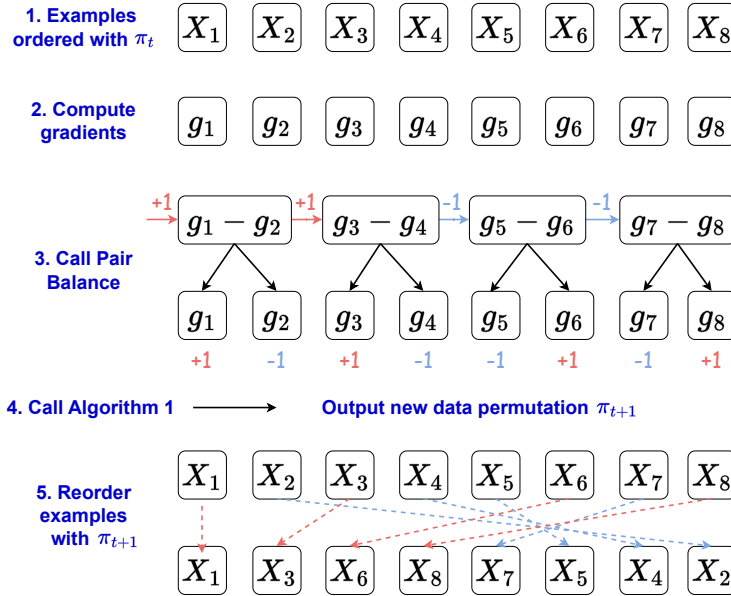 1. Examples
ordered with π_t
X_1 X_2 X_3 X_4 X_5 X_6 X_7 X_8
2. Compute
gradients
g_1 g_2 g_3 g_4 g_5 g_6 g_7 g_8
+1 g_1 − g_2 +1 g_3 − g_4 -1 g_5 − g_6 -1 g_7 − g_8
3. Call Pair
Balance
g_1 g_2 g_3 g_4 g_5 g_6 g_7 g_8
+1 -1 +1 -1 -1 +1 -1 +1
4. Call Algorithm 1 Output new data permutation π_{t+1}
X_1 X_2 X_3 X_4 X_5 X_6 X_7 X_8
5. Reorder
examples
with π_{t+1}
X_1 X_3 X_6 X_8 X_7 X_5 X_4 X_2